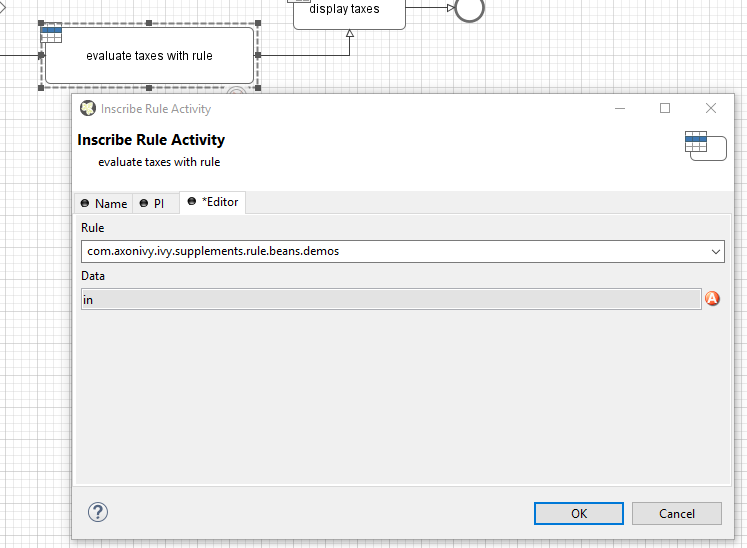 display taxes
evaluate taxes with rule
Inscribe Rule Activity
Inscribe Rule Activity
evaluate taxes with rule
Name PI *Editor
Rule
com.axonivy.ivy.supplements.rule.beans.demos
Data
in
A
?
OK Cancel